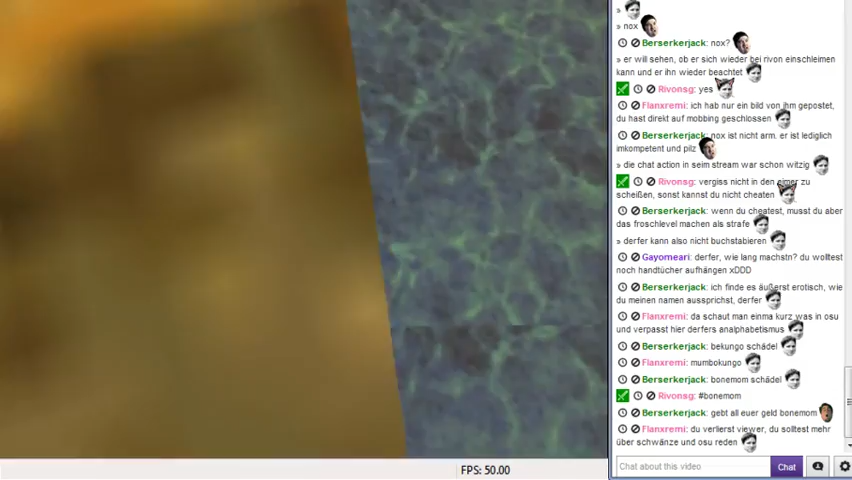 »
» nox
Berserkerjack: nox?
» er will sehen, ob er sich wieder bei rivon einschleimen
kann und er ihn wieder beachtet
Rivonsg: yes
Flanxremi: ich hab nur ein bild von ihm gepostet,
du hast direkt auf mobbing geschlossen
Berserkerjack: nox ist nicht arm. er ist lediglich
imkompetent und pilz
» die chat action in seim stream war schon witzig
Rivonsg: vergiss nicht in den eimer zu
scheißen, sonst kannst du nicht cheaten
Berserkerjack: wenn du cheatest, musst du aber
das froschlevel machen als strafe
» derfer kann also nicht buchstabieren
Gayomeari: derfer, wie lang machstn? du wolltest
noch handtücher aufhängen xDDD
Berserkerjack: ich finde es äußerst erotisch, wie
du meinen namen aussprichst, derfer
Flanxremi: da schaut man einma kurz was in osu
und verpasst hier derfers analphabetismus
Berserkerjack: bekungo schädel
Flanxremi: mumbokungo
Berserkerjack: bonemom schädel
Rivonsg: #bonemom
Berserkerjack: gebt all euer geld bonemom
Flanxremi: du verlierst viewer, du solltest mehr
über schwänze und osu reden
Chat about this video
Chat
FPS: 50.00